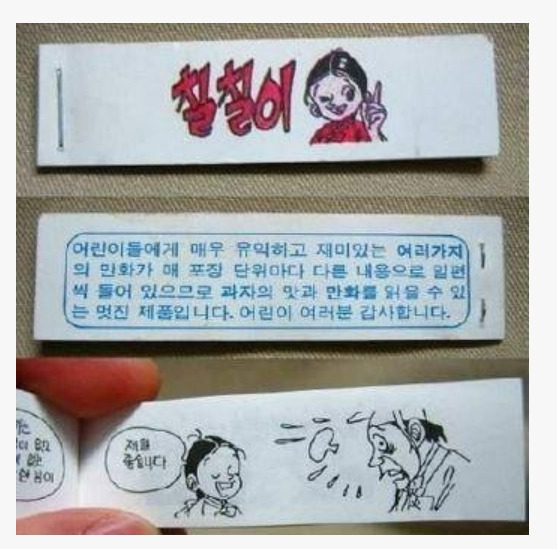 칠칠이
어린이들에게 매우 유익하고 재미있는 여러가지
의 만화가 매 포장 단위마다 다른 내용으로 일편
씩 들어 있으므로 과자의 맛과 만화를 읽을 수 있
는 멋진 제품입니다. 어린이 여러분 감사합니다.
좋습니다